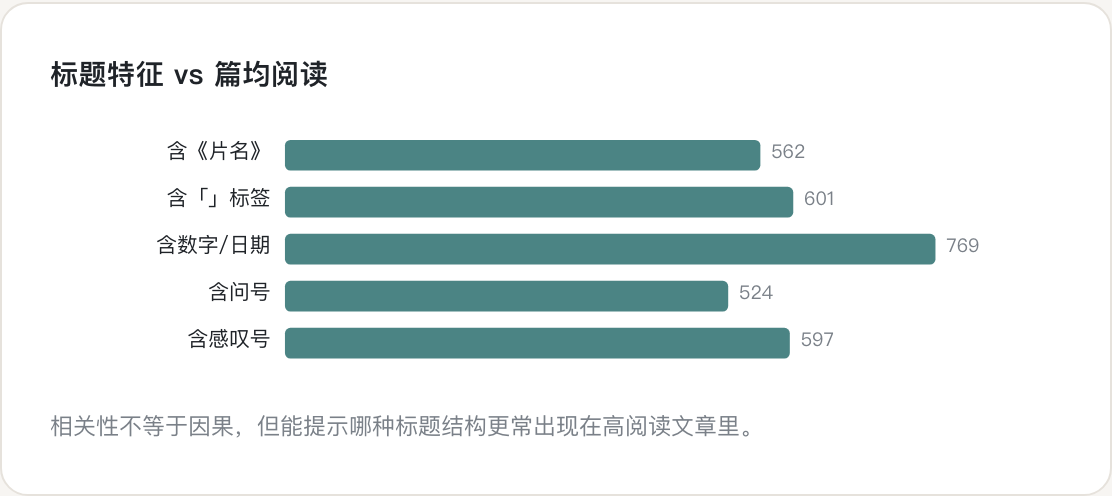 标题特征 vs 篇均阅读
含《片名》 562
含「」标签 601
含数字/日期 769
含问号 524
含感叹号 597
相关性不等于因果，但能提示哪种标题结构更常出现在高阅读文章里。